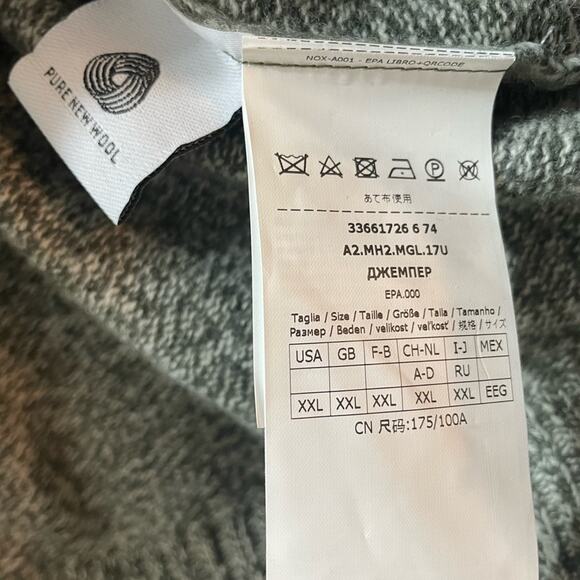 PURE NEW WOOL
NOX-A001 - EPA LIBRO+QRCODE
P
あて布使用
33661726 6 74
A2.MH2.MGL.17U
ДЖЕМПЕР
EPA.000
Taglia / Size / Taille / Größe / Talla / Tamanho /
Размер / Beden / velikost / veľkosť / 规格 / サイズ
USA GB F-B CH-NL I-J MEX
A-D RU
XXL XXL XXL XXL XXL EEG
CN 尺码:175/100A